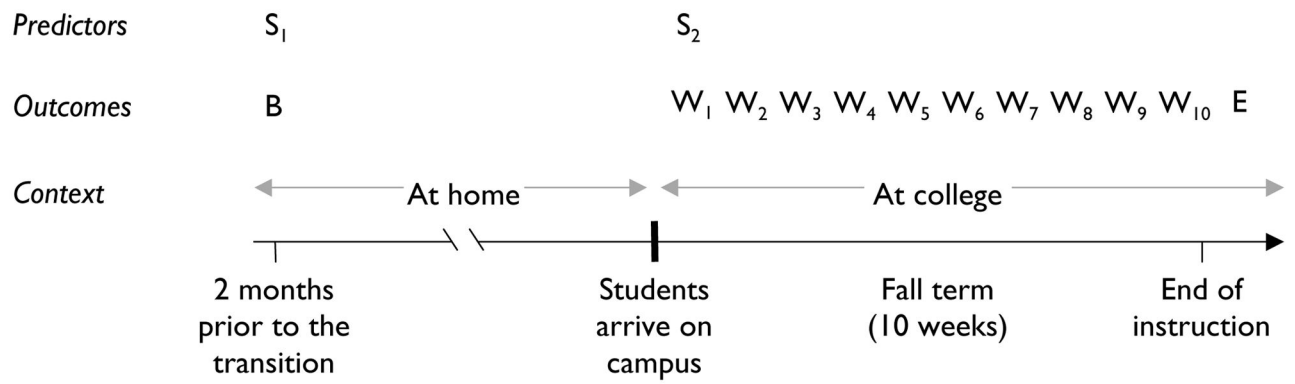 Predictors S₁ S₂
Outcomes B W₁ W₂ W₃ W₄ W₅ W₆ W₇ W₈ W₉ W₁₀ E
Context At home At college
2 months
prior to the
transition
Students
arrive on
campus
Fall term
(10 weeks)
End of
instruction